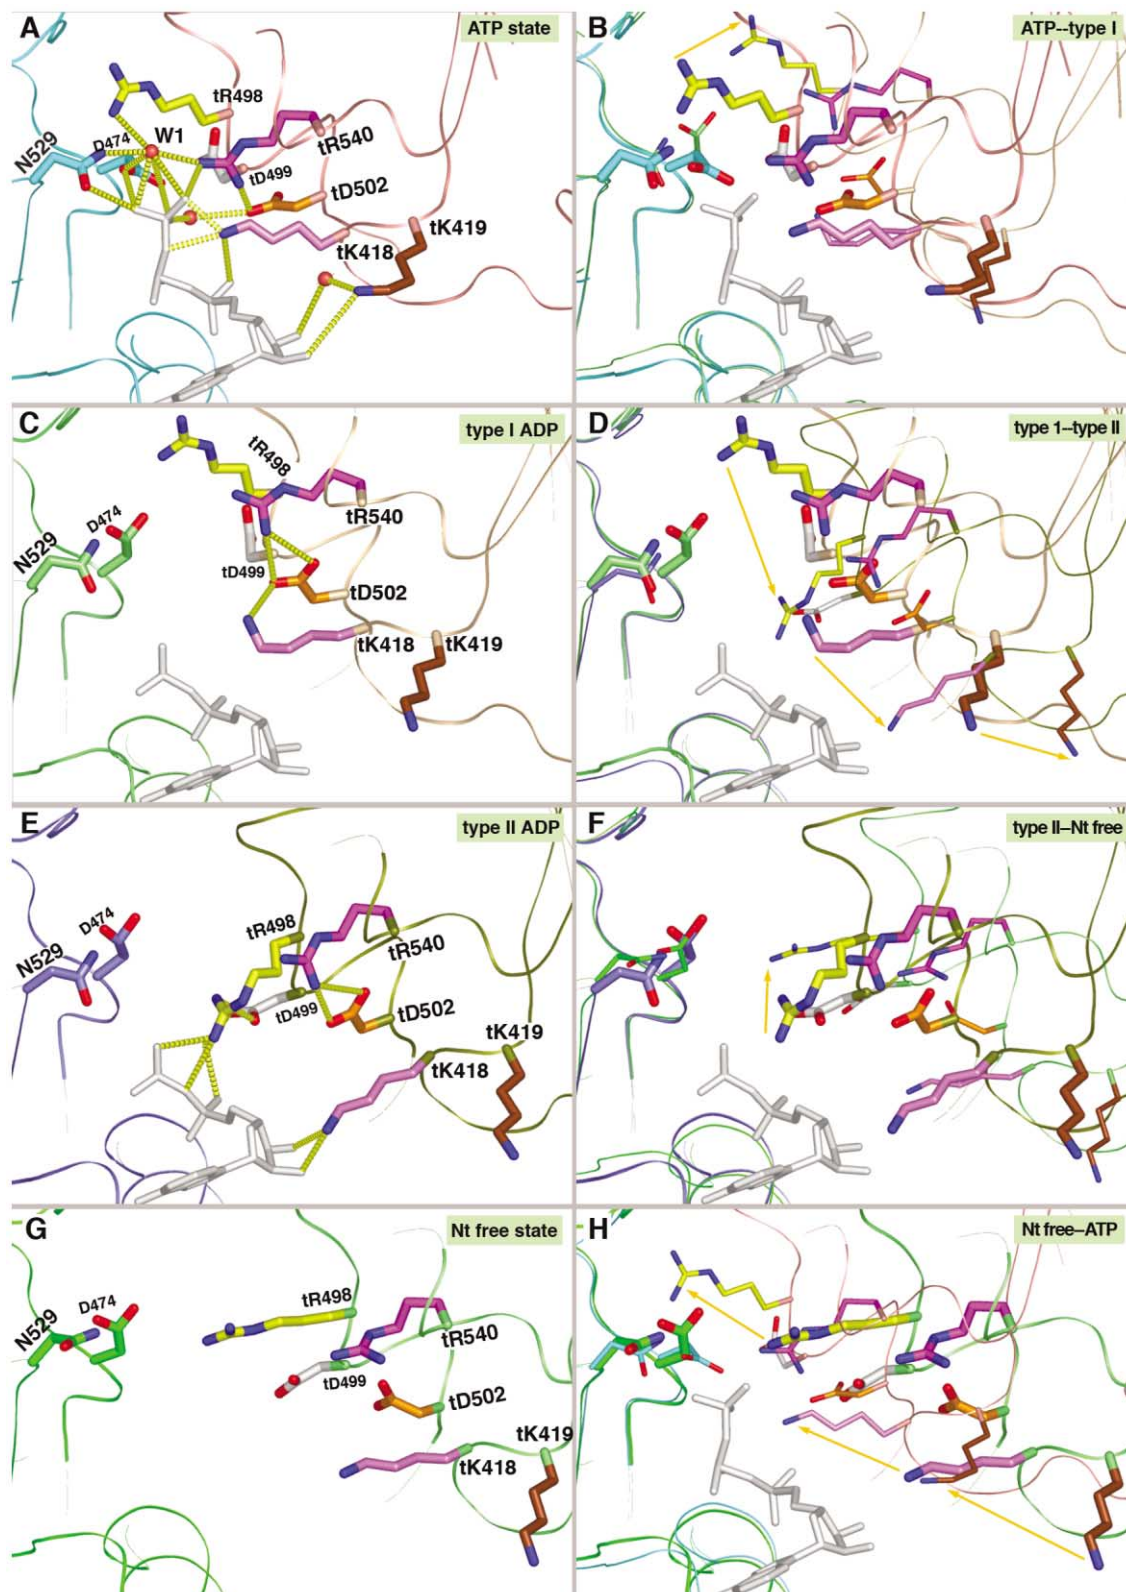 A
ATP state
tR498
N529
D474
W1
tR540
tD499
tD502
tK419
tK418
B
ATP--type I
C
type I ADP
tR498
D474
N529
tR540
tD499
tD502
tK418
tK419
D
type 1--type II
E
type II ADP
D474
tR498
N529
tR540
tD499
tD502
tK419
tK418
F
type II–Nt free
G
Nt free state
tR498
D474
N529
tR540
tD499
tD502
tK419
tK418
H
Nt free–ATP